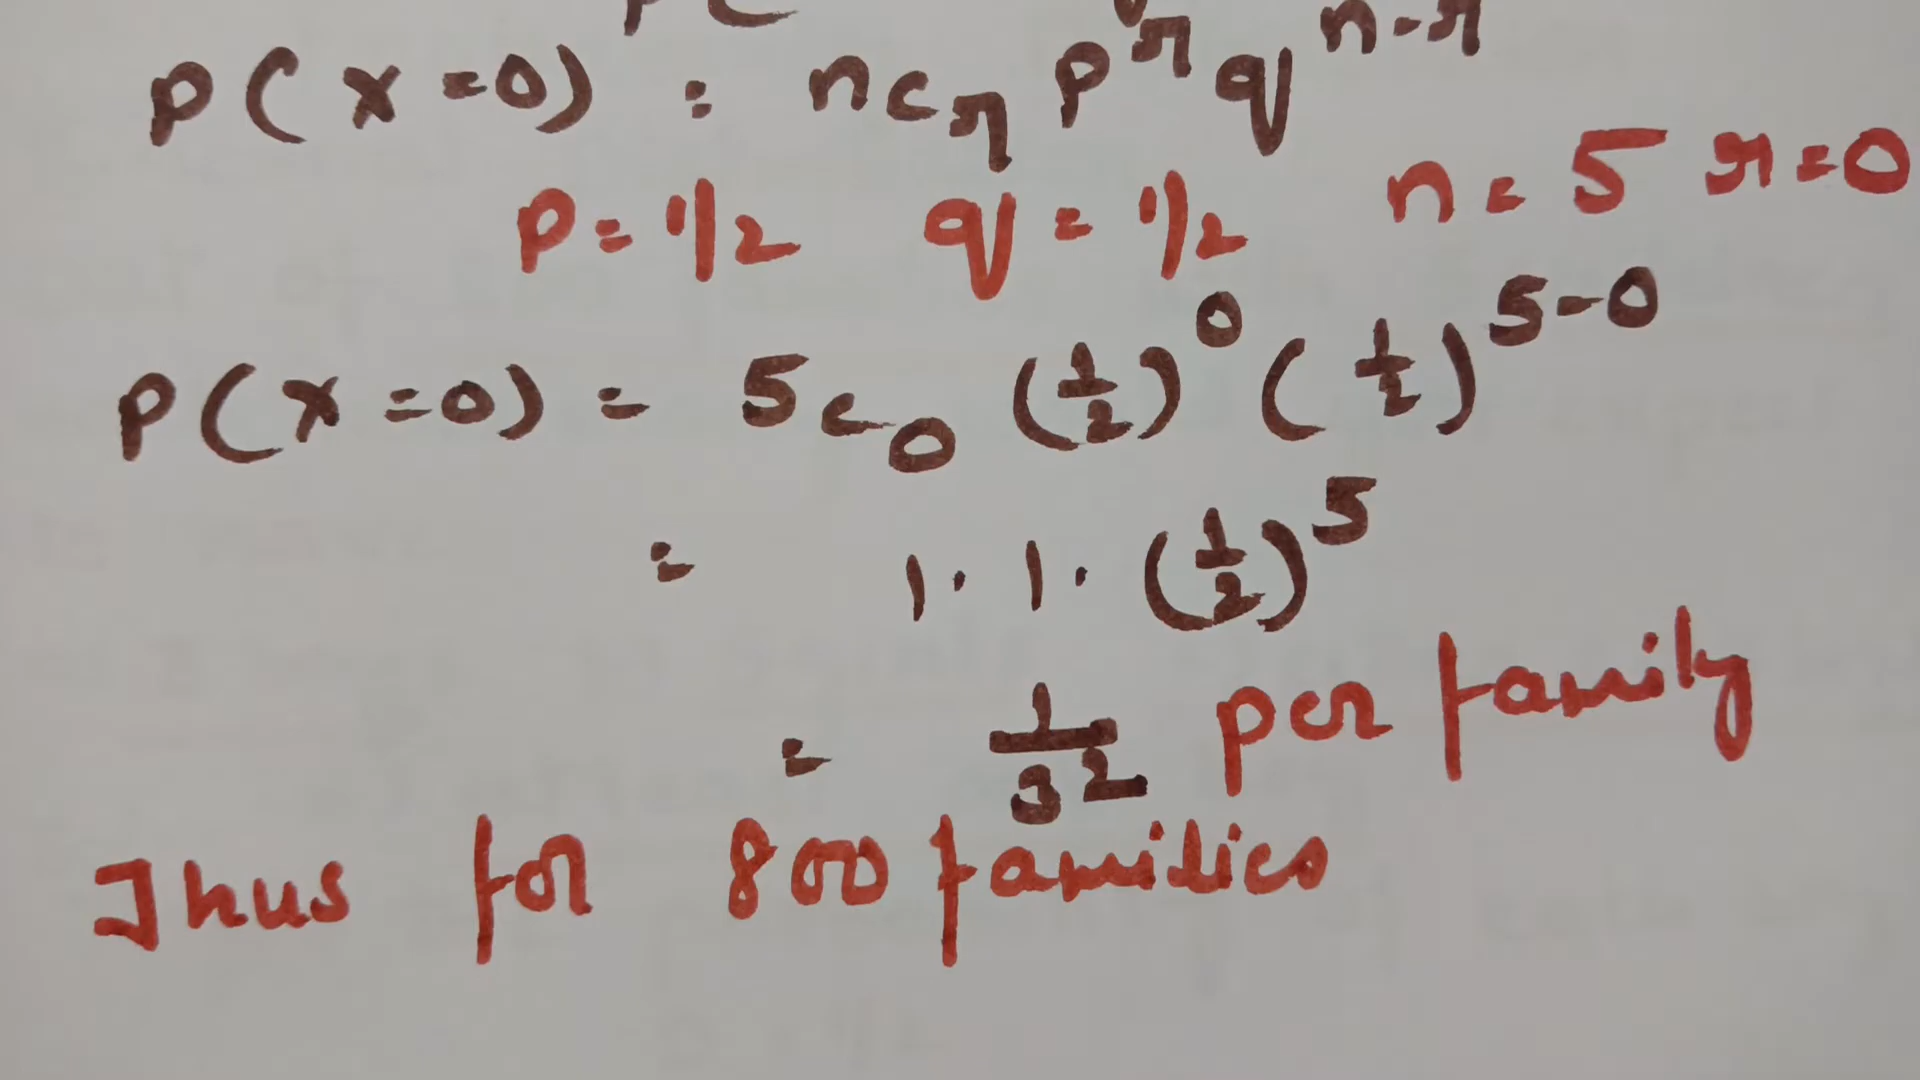 P(x=0) = ncr p^r q^n-r
P=1/2 q=1/2 n=5 r=0
P(x=0) = 5c0 (1/2)^0 (1/2)^5-0
= 1·1·(1/2)^5
= 1/32 per family
Thus for 800 families